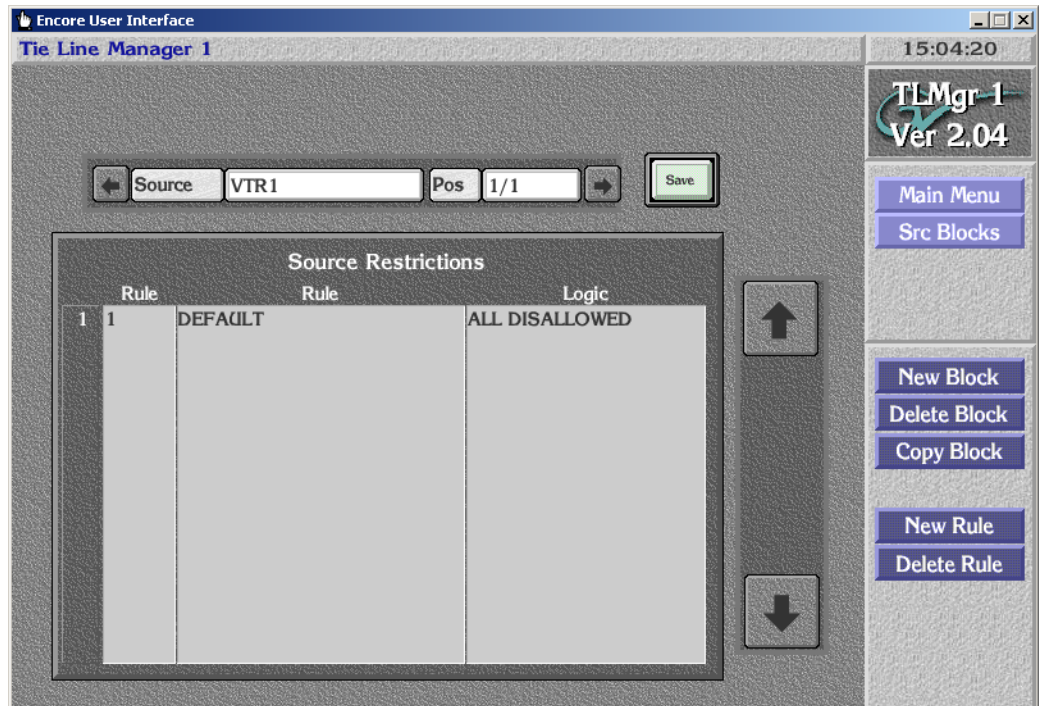 Encore User Interface
Tie Line Manager 1
15:04:20
TLMgr 1
Ver 2.04
Source VTR1 Pos 1/1 Save
Main Menu
Src Blocks
Source Restrictions
Rule Rule Logic
1 1 DEFAULT ALL DISALLOWED
New Block
Delete Block
Copy Block
New Rule
Delete Rule